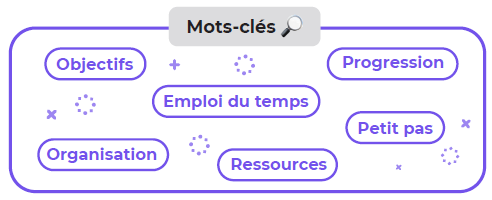 Mots-clés
Objectifs
Progression
Emploi du temps
Petit pas
Organisation
Ressources